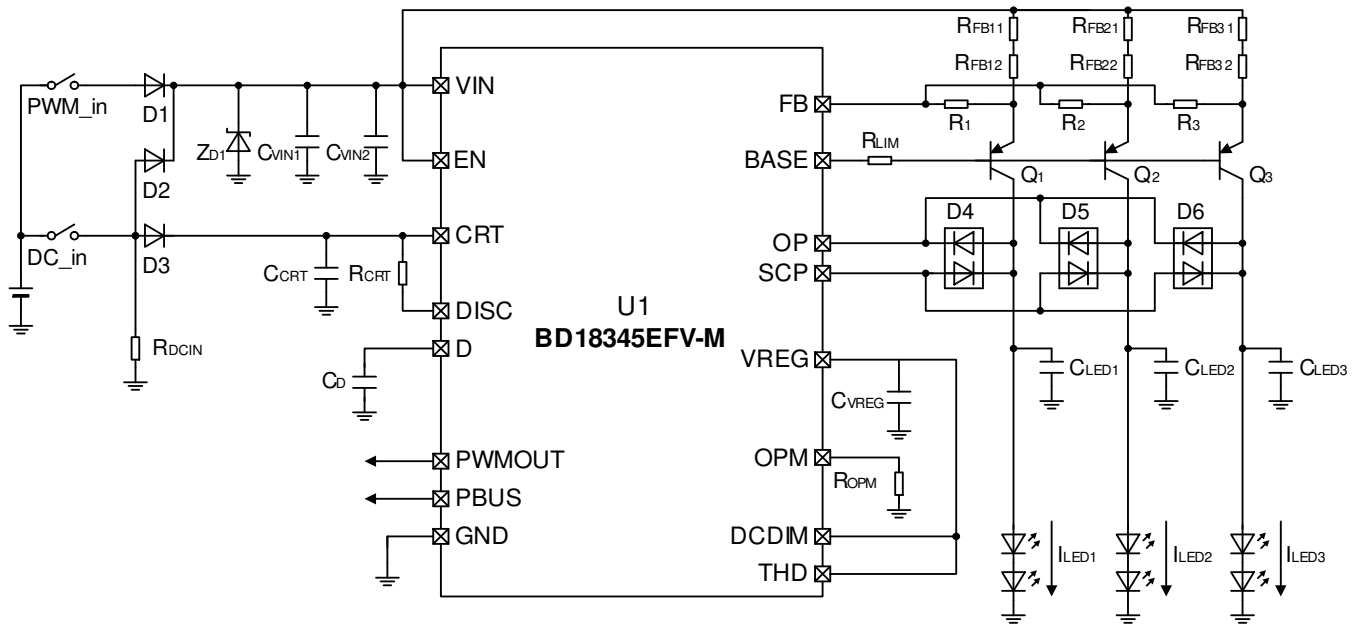 RFB11
RFB21
RFB31
RFB12
RFB22
RFB32
VIN
PWM_in
D1
FB
R1
R2
R3
ZD1
CVIN1
CVIN2
RLIM
D2
EN
BASE
Q1
Q2
Q3
D4
D5
D6
CRT
OP
DC_in
D3
SCP
CCRT
RCRT
U1
DISC
BD18345EFV-M
RDCIN
D
VREG
CLED1
CLED2
CLED3
CD
CVREG
PWMOUT
OPM
ROPM
PBUS
GND
DCDIM
ILED1
ILED2
ILED3
THD